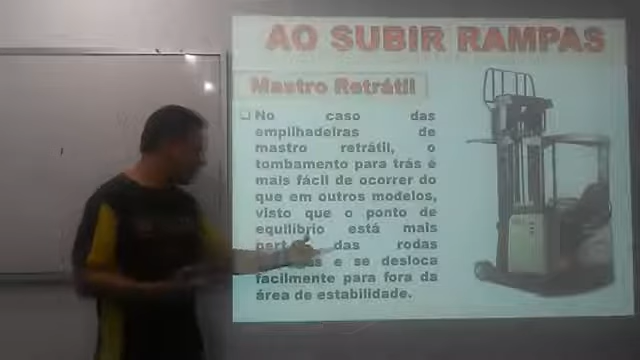 AO SUBIR RAMPAS
Mastro Retrátil
No caso das
empilhadeiras de
mastro retrátil, o
tombamento para trás é
mais fácil de ocorrer do
que em outros modelos,
visto que o ponto de
equilíbrio está mais
das rodas
e se desloca
facilmente para fora da
área de estabilidade.